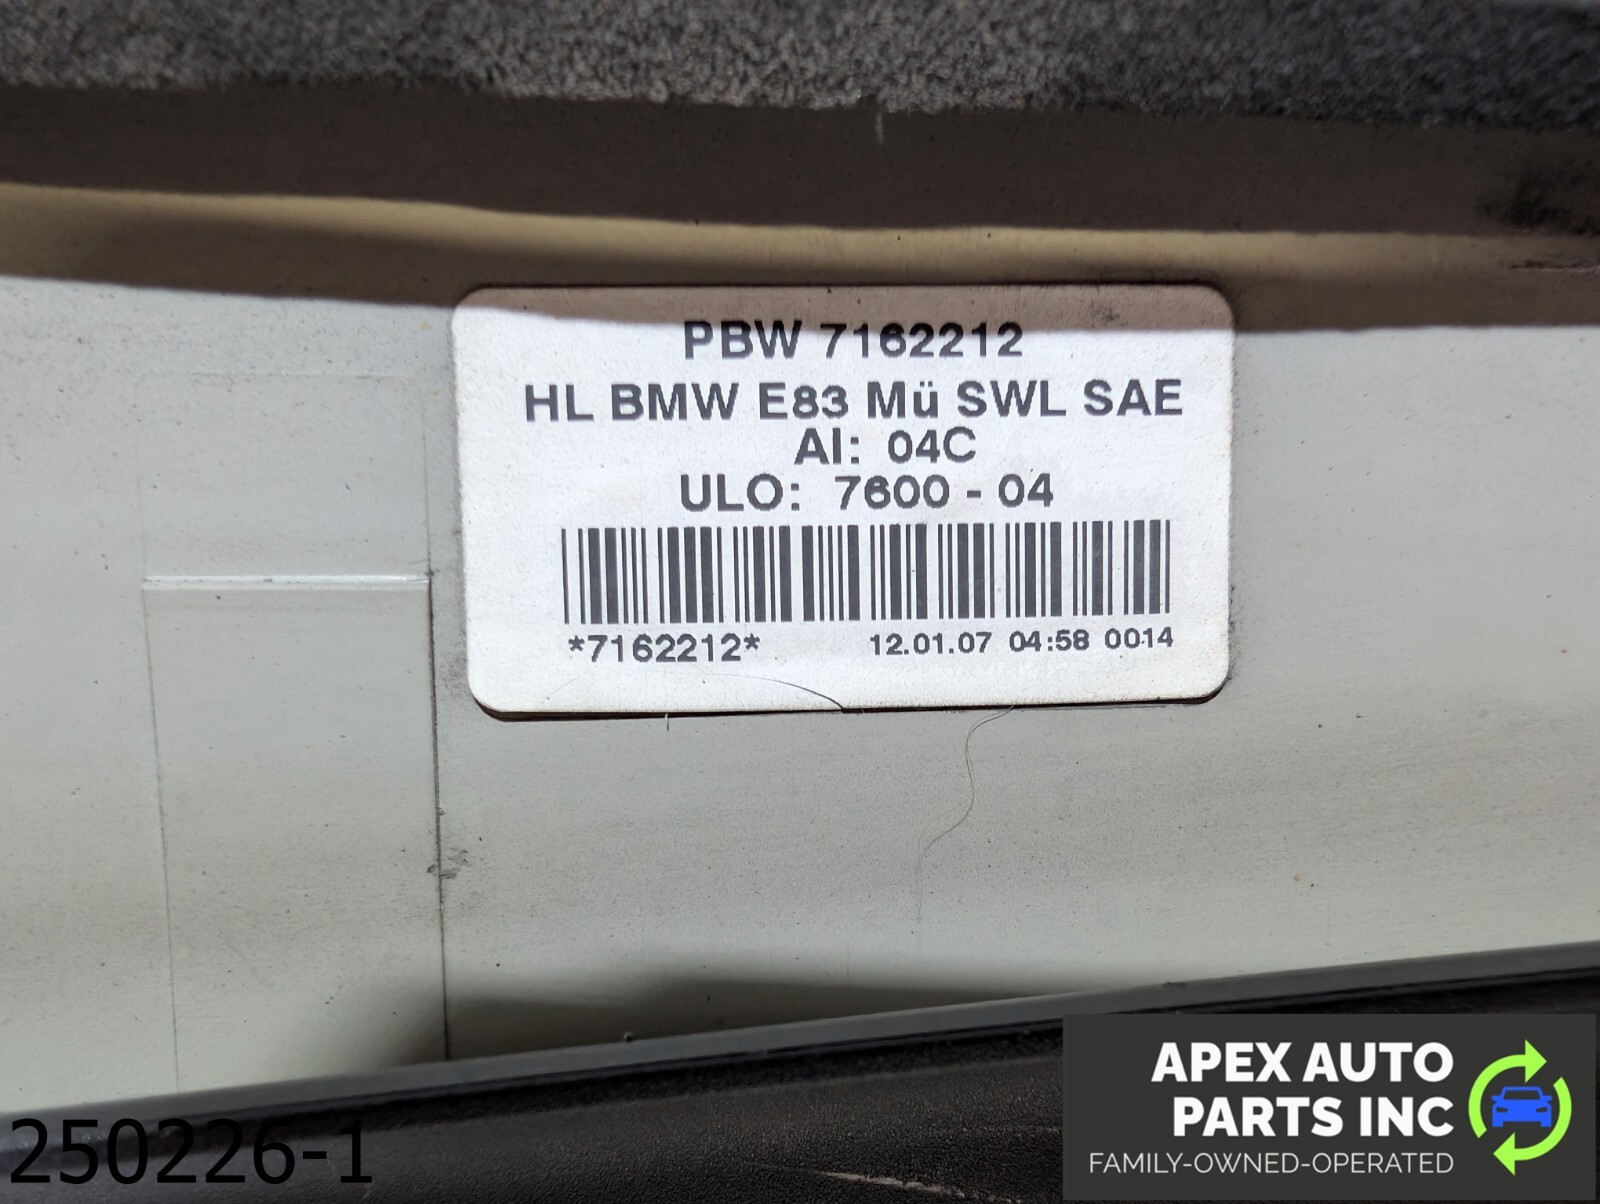 PBW 7162212
HL BMW E83 Mü SWL SAE
AI: 04C
ULO: 7600 - 04
*7162212* 12.01.07 04:58 0014
250226-1
APEX AUTO
PARTS INC
FAMILY-OWNED-OPERATED